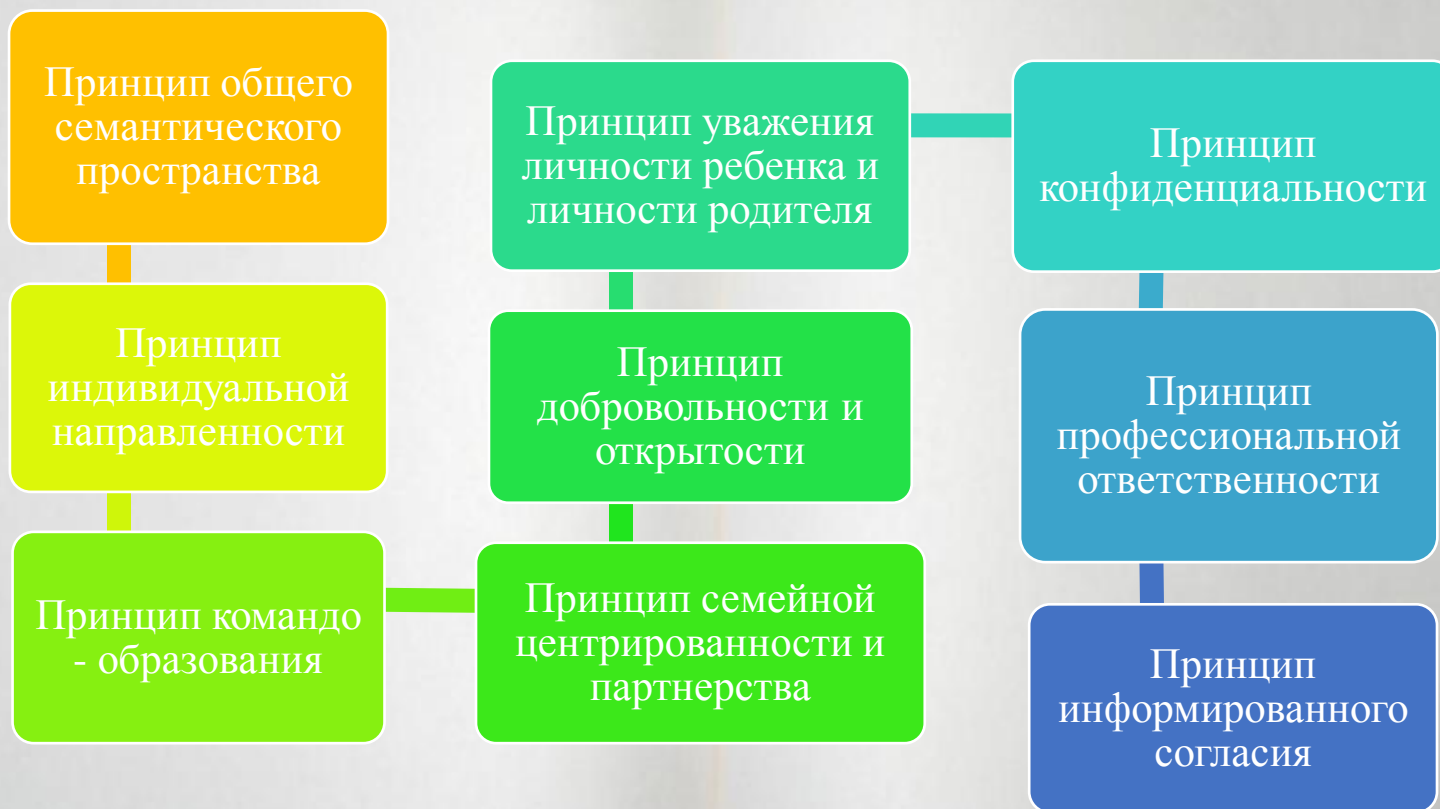 Принцип общего
семантического
пространства
Принцип
индивидуальной
направленности
Принцип командо
- образования
Принцип семейной
центрированности и
партнерства
Принцип
добровольности и
открытости
Принцип уважения
личности ребенка и
личности родителя
Принцип
конфиденциальности
Принцип
профессиональной
ответственности
Принцип
информированного
согласия